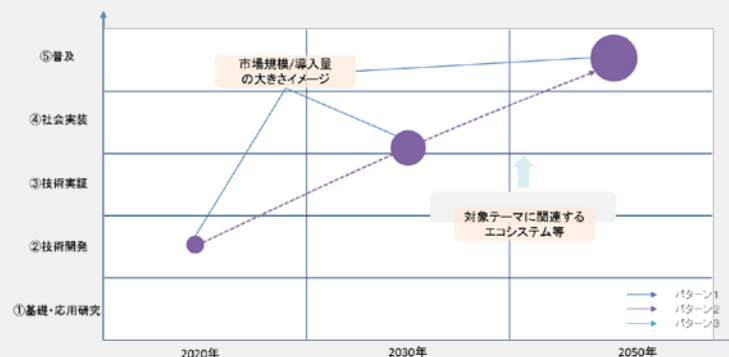 ⑤普及
市場規模/導入量
の大きさイメージ
④社会実装
③技術実証
対象テーマに関連する
エコシステム等
②技術開発
①基礎・応用研究
パターン1
パターン2
パターン3
2020年
2030年
2050年